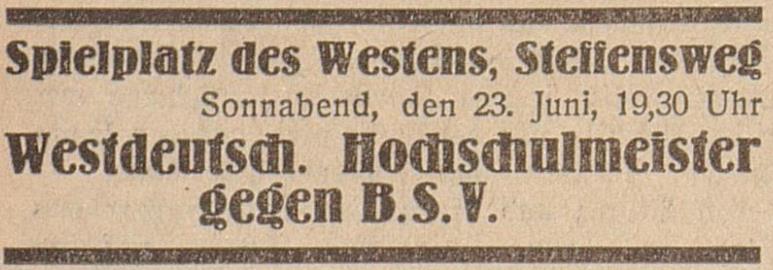 Spielplatz des Westens, Steffensweg
Sonnabend, den 23. Juni, 19,30 Uhr
Westdeutsch. Hochschulmeister
gegen B.S.V.